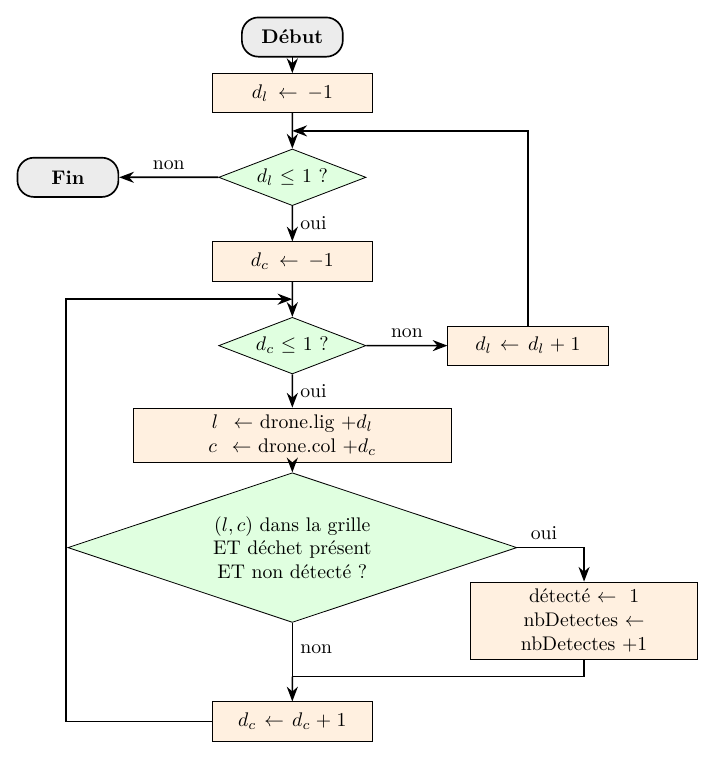 Début
d_l ← −1
d_l ≤ 1 ?
non
Fin
oui
d_c ← −1
d_c ≤ 1 ?
non
d_l ← d_l + 1
oui
l ← drone.lig +d_l
c ← drone.col +d_c
(l, c) dans la grille
ET déchet présent
ET non détecté ?
oui
détecté ← 1
nbDetectes ←
nbDetectes +1
non
d_c ← d_c + 1